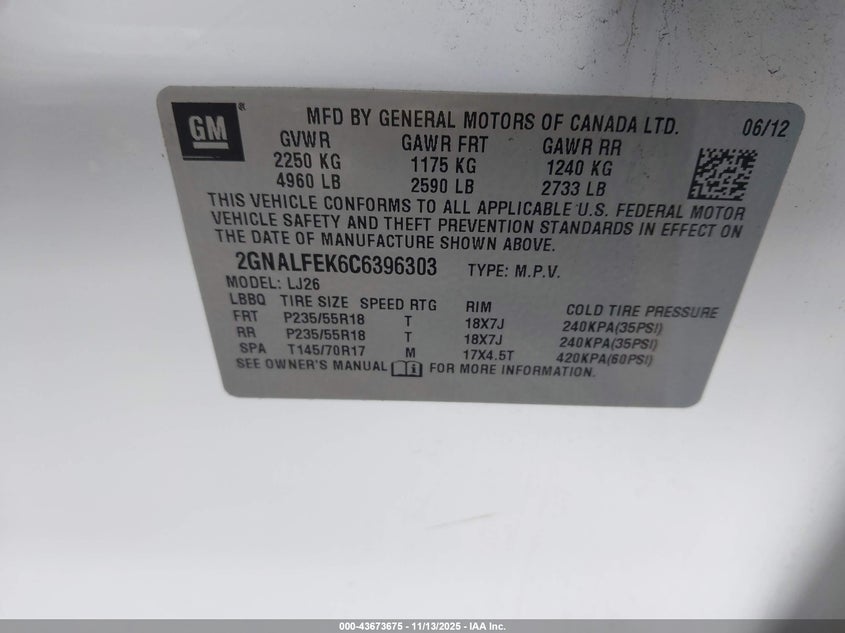 GM
®
MFD BY GENERAL MOTORS OF CANADA LTD. 06/12
GVWR GAWR FRT GAWR RR
2250 KG 1175 KG 1240 KG
4960 LB 2590 LB 2733 LB
THIS VEHICLE CONFORMS TO ALL APPLICABLE U.S. FEDERAL MOTOR
VEHICLE SAFETY AND THEFT PREVENTION STANDARDS IN EFFECT ON
THE DATE OF MANUFACTURE SHOWN ABOVE.
2GNALFEK6C6396303 TYPE: M.P.V.
MODEL: LJ26
LBBQ TIRE SIZE SPEED RTG RIM COLD TIRE PRESSURE
FRT P235/55R18 T 18X7J 240KPA(35PSI)
RR P235/55R18 T 18X7J 240KPA(35PSI)
SPA T145/70R17 M 17X4.5T 420KPA(60PSI)
SEE OWNER'S MANUAL FOR MORE INFORMATION.
000-43673675 - 11/13/2025 - IAA Inc.